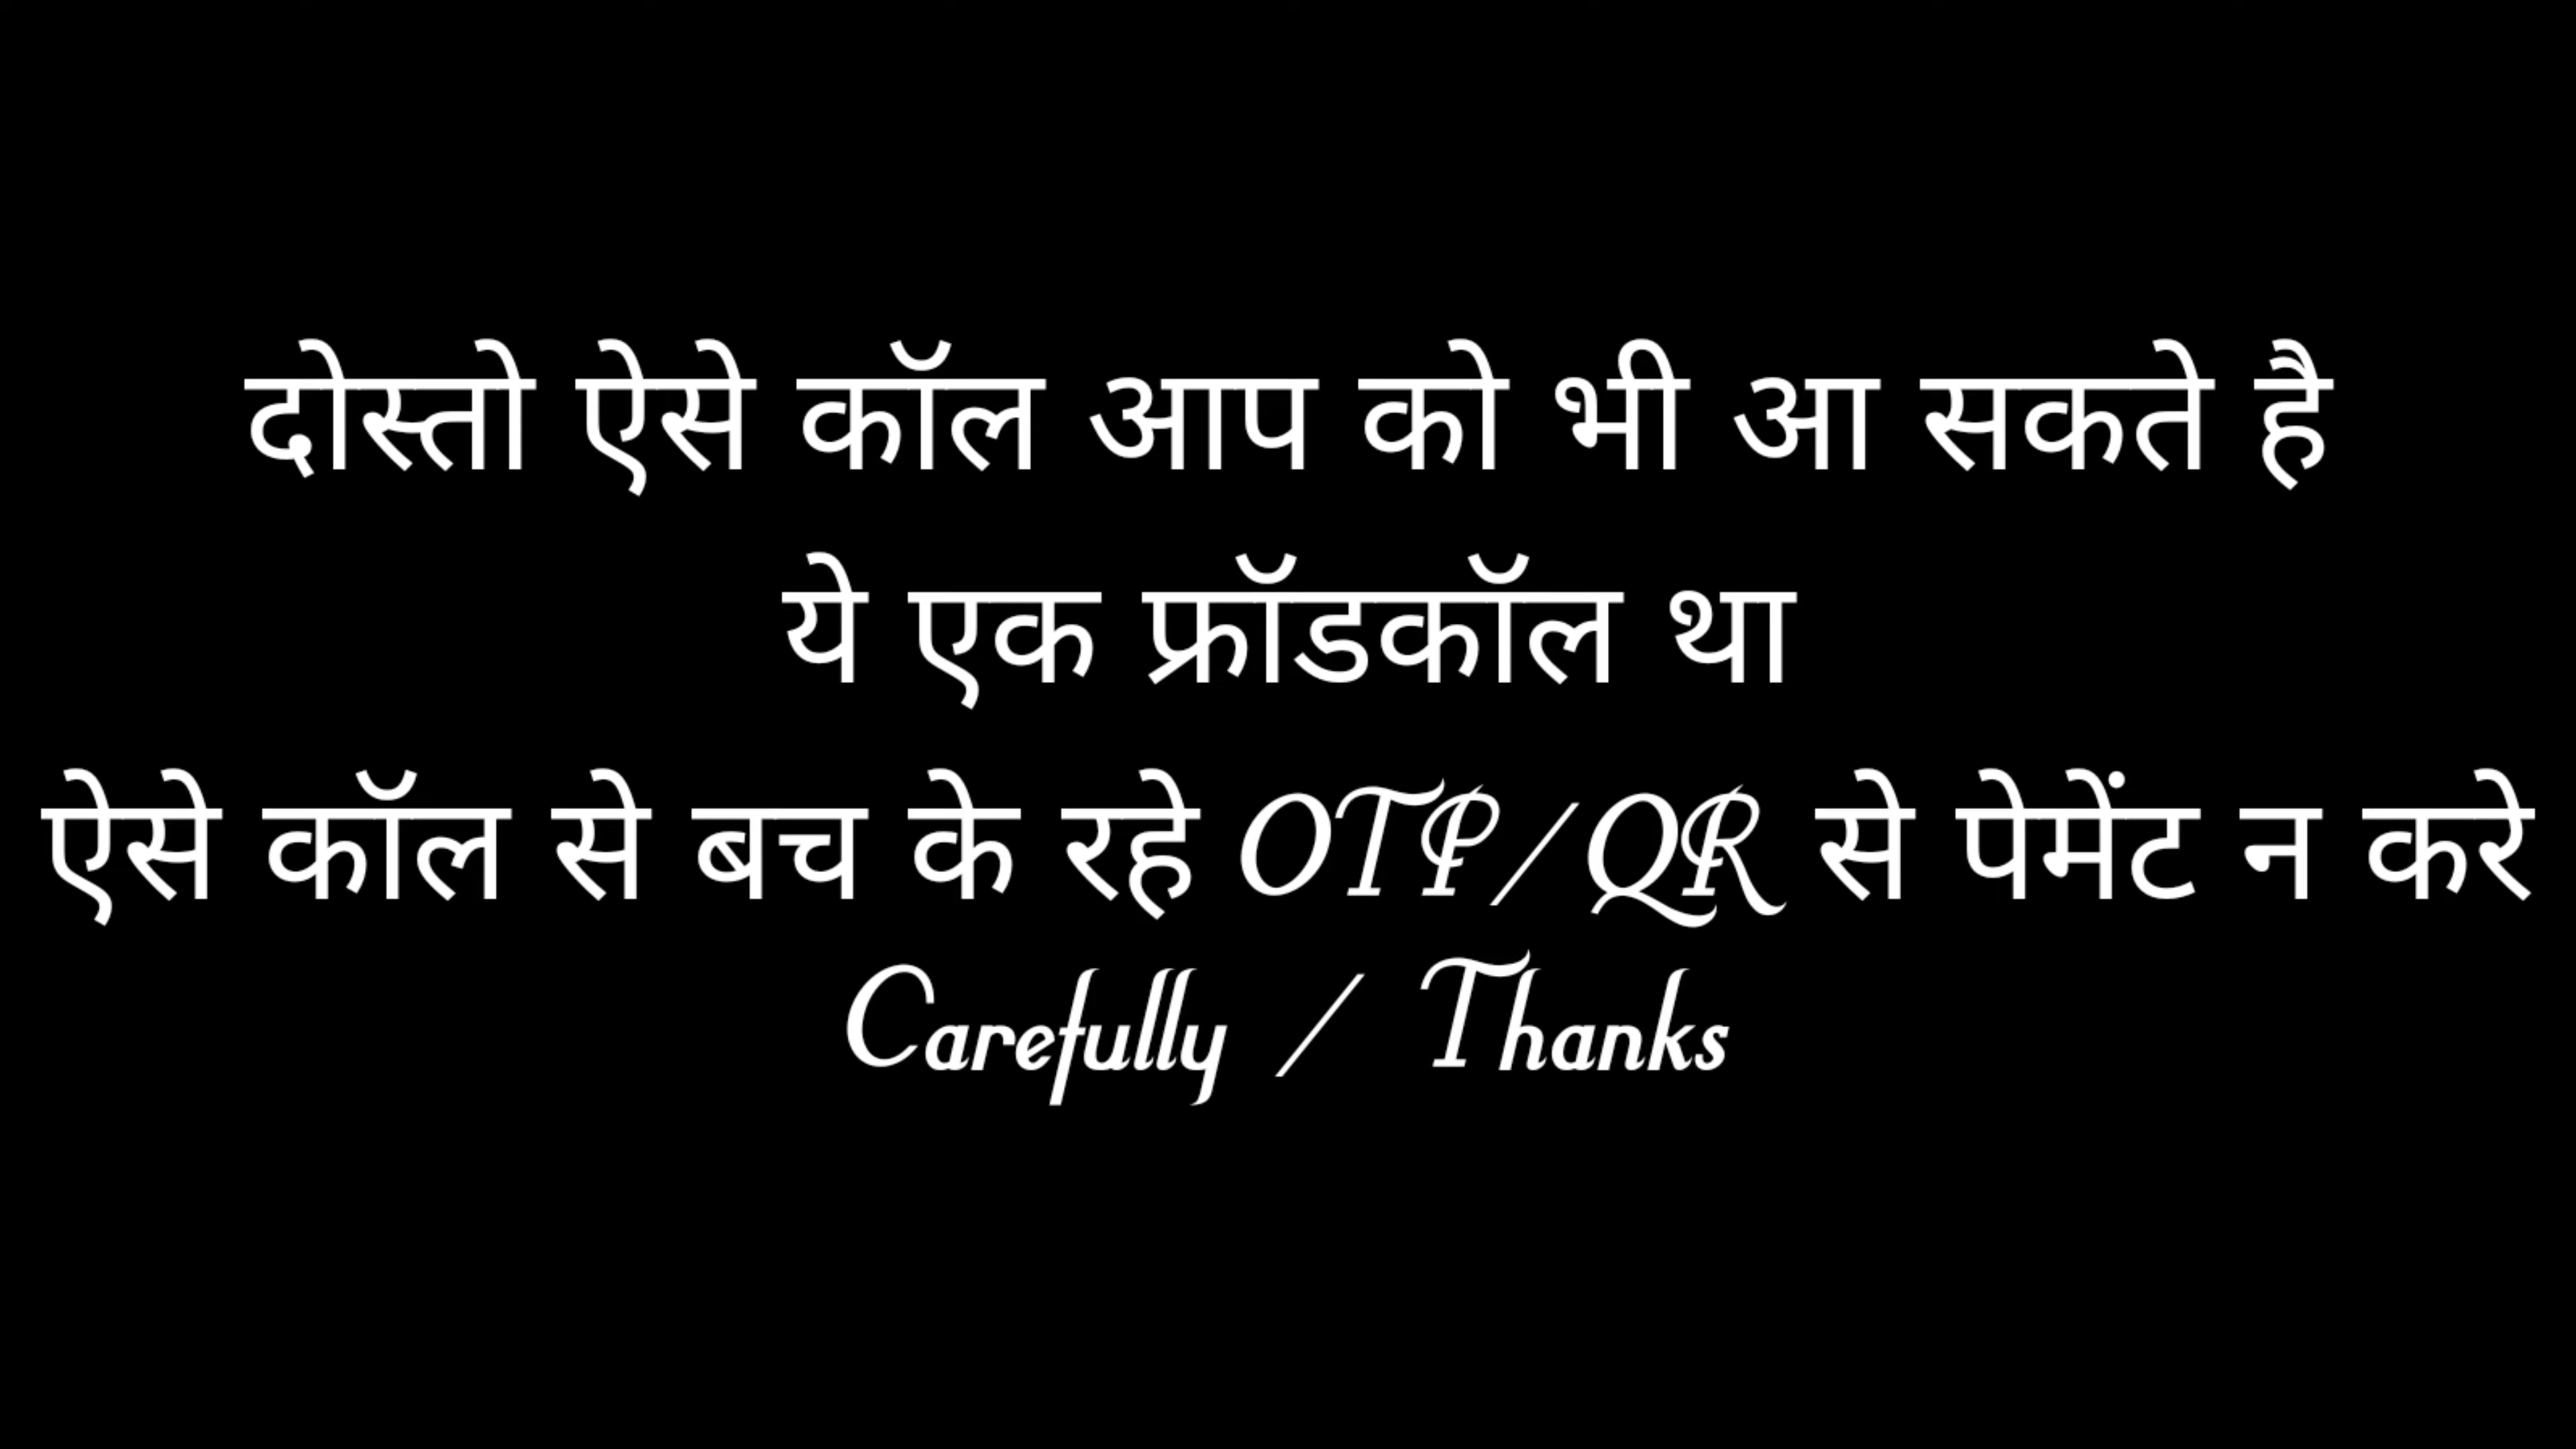 दोस्तो ऐसे कॉल आप को भी आ सकते है
ये एक फ्रॉडकॉल था
ऐसे कॉल से बच के रहे OTP/QR से पेमेंट न करे
Carefully / Thanks